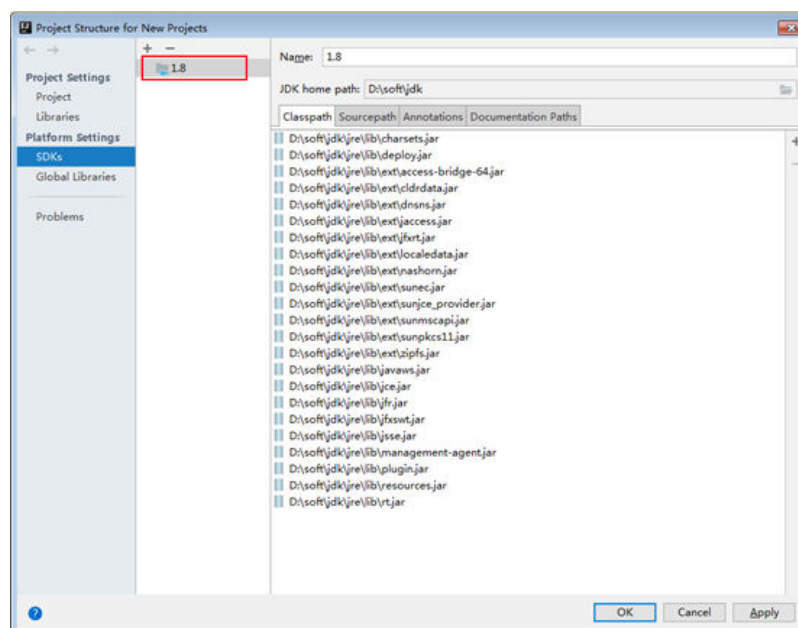 Project Structure for New Projects
Project Settings
Project
Libraries
Platform Settings
SDKs
Global Libraries
Problems
1.8
Name: 1.8
JDK home path: D:\soft\jdk
Classpath Sourcepath Annotations Documentation Paths
D:\soft\jdk\jre\lib\charsets.jar
D:\soft\jdk\jre\lib\deploy.jar
D:\soft\jdk\jre\lib\ext\access-bridge-64.jar
D:\soft\jdk\jre\lib\ext\cldrdata.jar
D:\soft\jdk\jre\lib\ext\dnsns.jar
D:\soft\jdk\jre\lib\ext\jaccess.jar
D:\soft\jdk\jre\lib\ext\jfxrt.jar
D:\soft\jdk\jre\lib\ext\localedata.jar
D:\soft\jdk\jre\lib\ext\nashorn.jar
D:\soft\jdk\jre\lib\ext\sunec.jar
D:\soft\jdk\jre\lib\ext\sunjce_provider.jar
D:\soft\jdk\jre\lib\ext\sunmscapi.jar
D:\soft\jdk\jre\lib\ext\sunpkcs11.jar
D:\soft\jdk\jre\lib\ext\zipfs.jar
D:\soft\jdk\jre\lib\javaws.jar
D:\soft\jdk\jre\lib\jce.jar
D:\soft\jdk\jre\lib\jfr.jar
D:\soft\jdk\jre\lib\jfxswt.jar
D:\soft\jdk\jre\lib\jsse.jar
D:\soft\jdk\jre\lib\management-agent.jar
D:\soft\jdk\jre\lib\plugin.jar
D:\soft\jdk\jre\lib\resources.jar
D:\soft\jdk\jre\lib\rt.jar
OK Cancel Apply